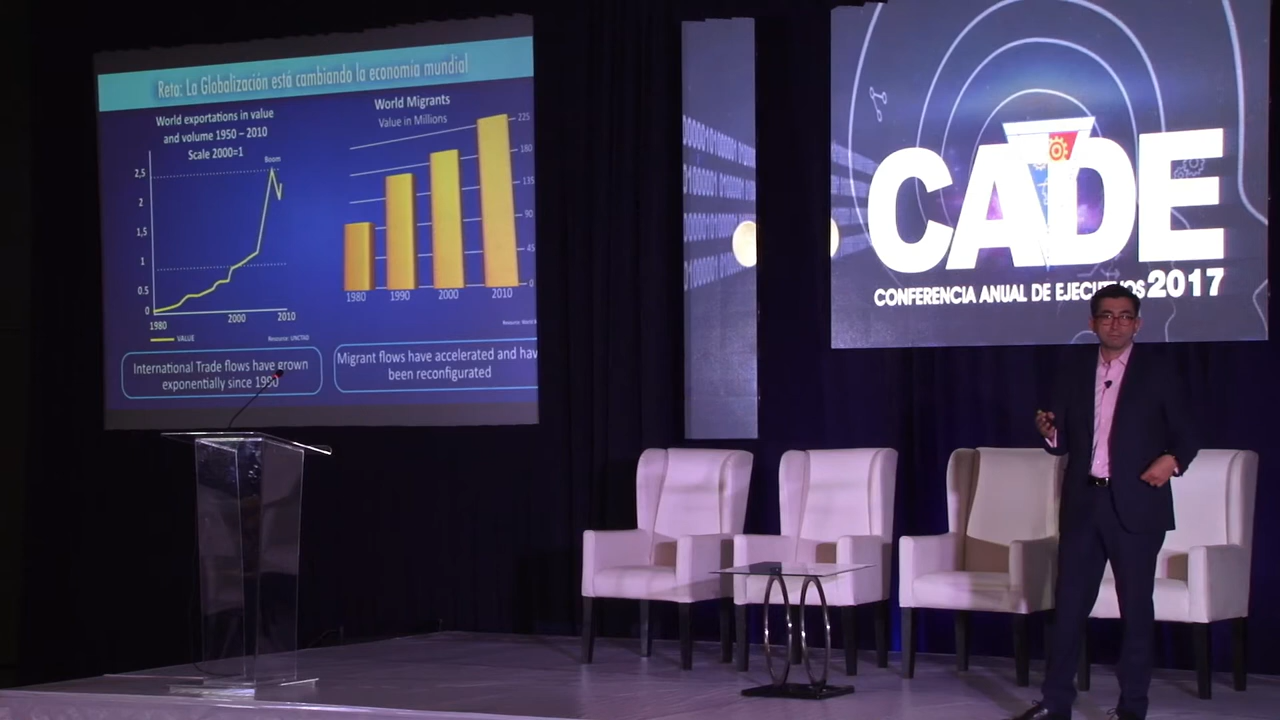 Reto: La Globalización está cambiando la economía mundial
World exportations in value
and volume 1950 – 2010
Scale 2000=1
Boom
2,5
2
1,5
1
0.5
0
1980
2000
2010
VALUE
Resource: UNCTAD
International Trade flows have grown
exponentially since 1990
World Migrants
Value in Millions
225
180
135
90
45
0
1980
1990
2000
2010
Migrant flows have accelerated and hav
been reconfigurated
CADE
CONFERENCIA ANUAL DE 2017